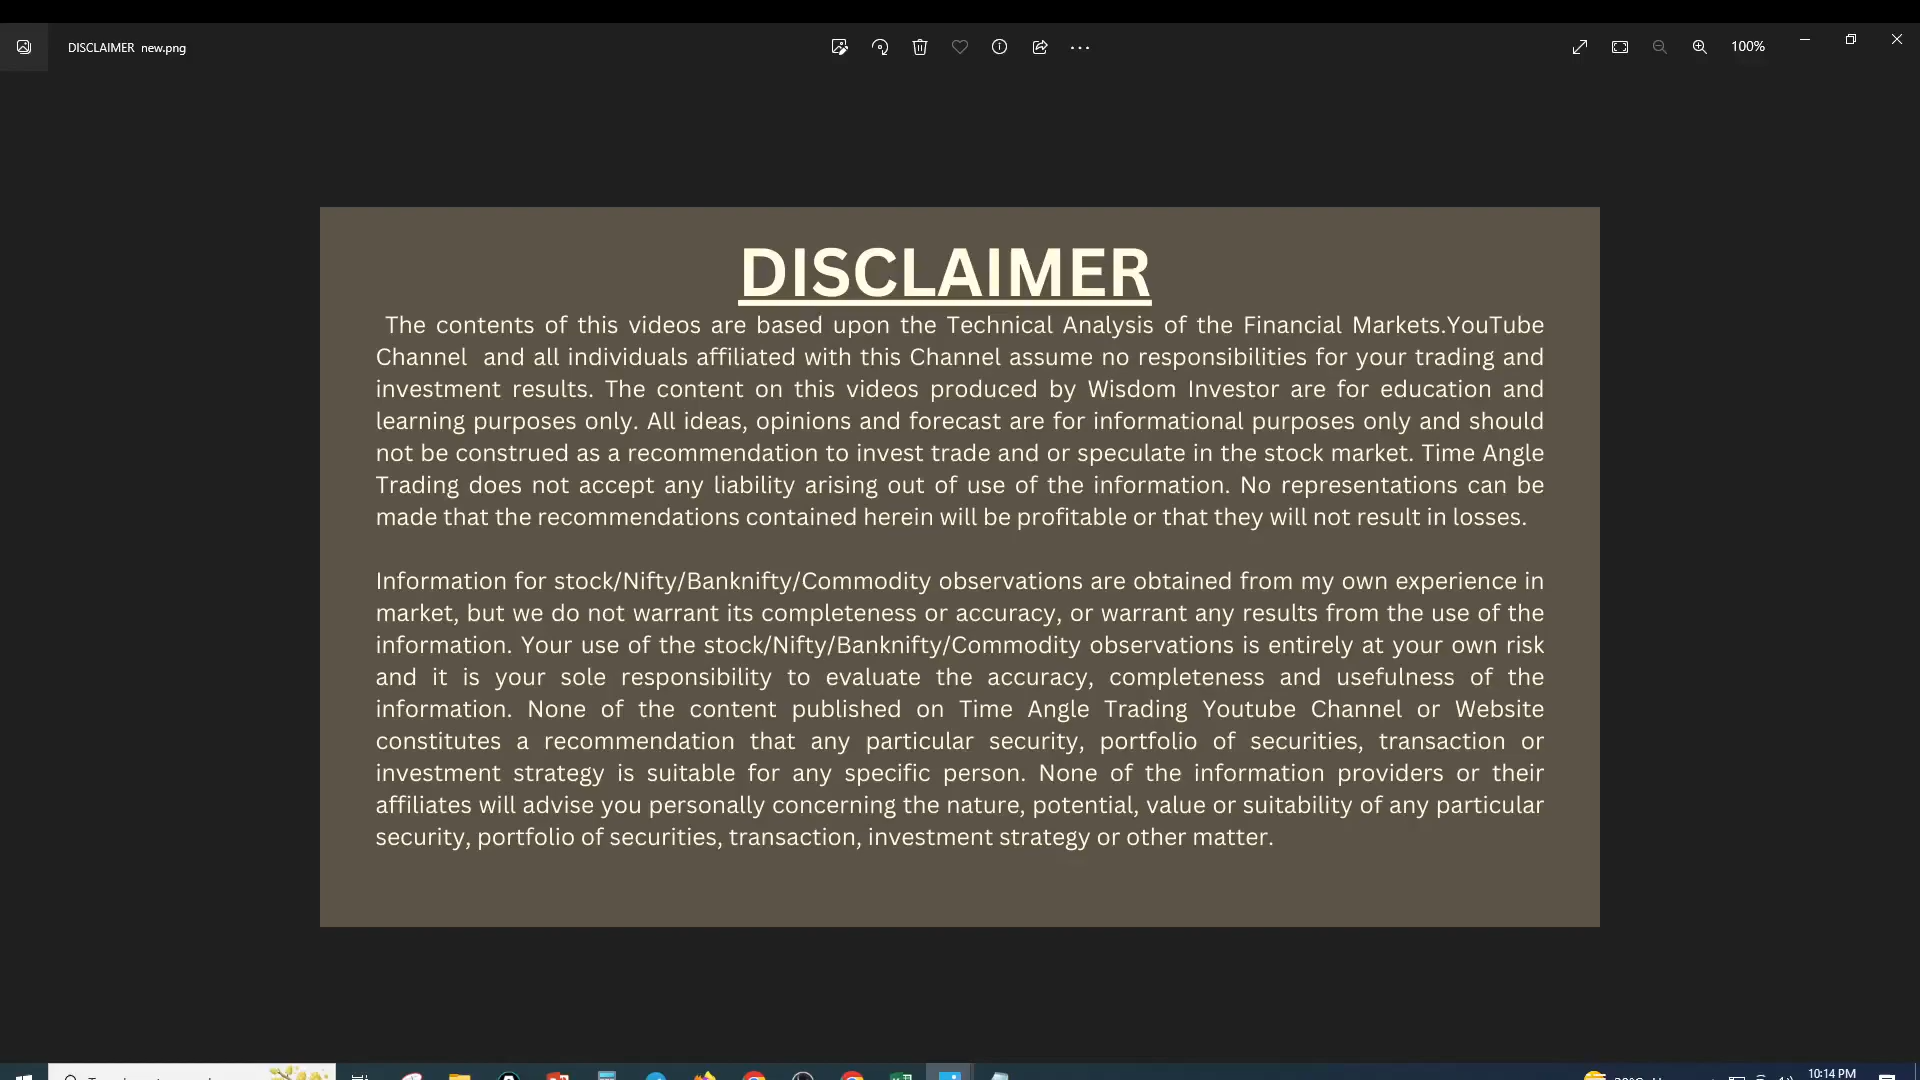 DISCLAIMER new.png
100%
DISCLAIMER
The contents of this videos are based upon the Technical Analysis of the Financial Markets.YouTube
Channel and all individuals affiliated with this Channel assume no responsibilities for your trading and
investment results. The content on this videos produced by Wisdom Investor are for education and
learning purposes only. All ideas, opinions and forecast are for informational purposes only and should
not be construed as a recommendation to invest trade and or speculate in the stock market. Time Angle
Trading does not accept any liability arising out of use of the information. No representations can be
made that the recommendations contained herein will be profitable or that they will not result in losses.
Information for stock/Nifty/Banknifty/Commodity observations are obtained from my own experience in
market, but we do not warrant its completeness or accuracy, or warrant any results from the use of the
information. Your use of the stock/Nifty/Banknifty/Commodity observations is entirely at your own risk
and it is your sole responsibility to evaluate the accuracy, completeness and usefulness of the
information. None of the content published on Time Angle Trading Youtube Channel or Website
constitutes a recommendation that any particular security, portfolio of securities, transaction or
investment strategy is suitable for any specific person. None of the information providers or their
affiliates will advise you personally concerning the nature, potential, value or suitability of any particular
security, portfolio of securities, transaction, investment strategy or other matter.
10:14 PM